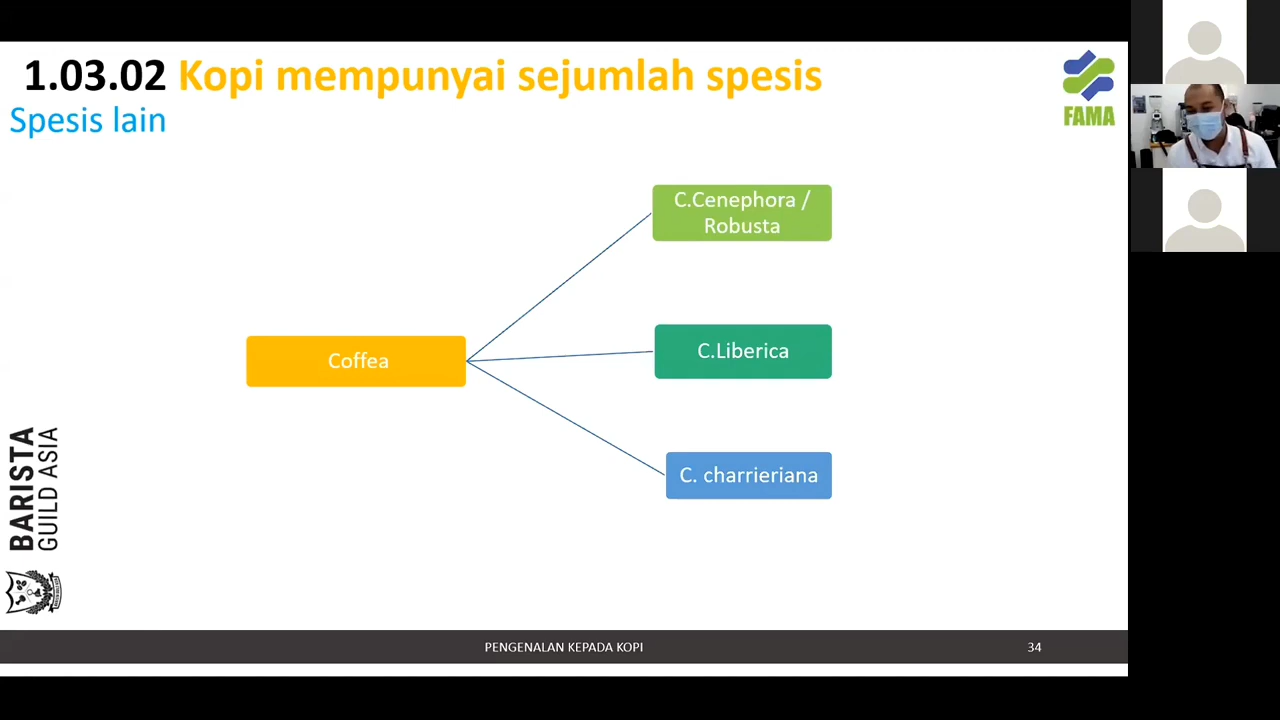 1.03.02 Kopi mempunyai sejumlah spesis
Spesis lain
FAMA
C.Cenephora /
Robusta
Coffea
C.Liberica
C. charrieriana
BARISTA
GUILD ASIA
PENGENALAN KEPADA KOPI
34